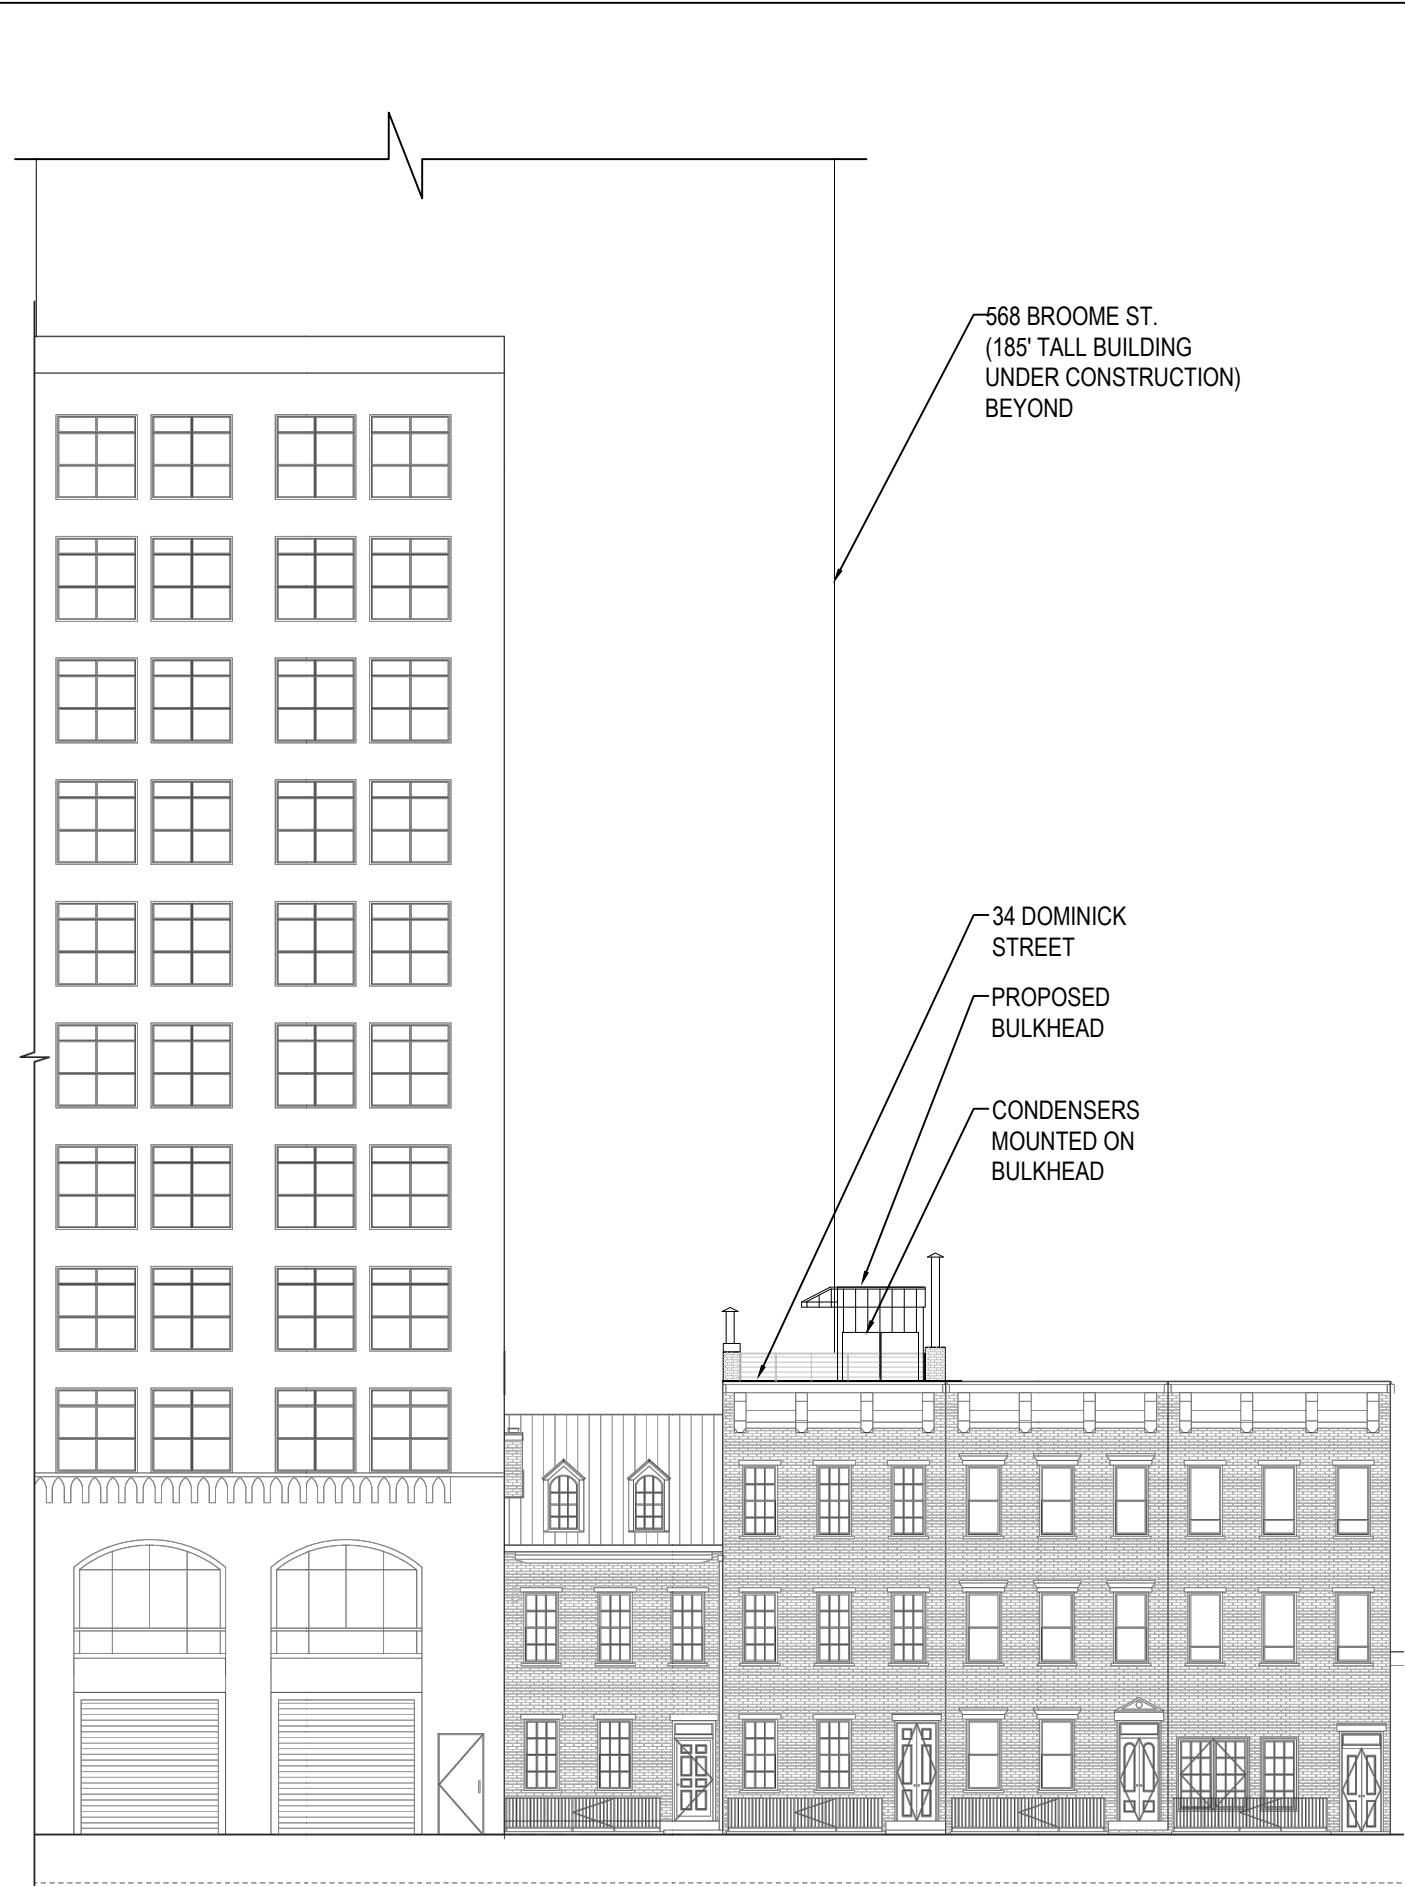 568 BROOME ST.
(185' TALL BUILDING
UNDER CONSTRUCTION)
BEYOND
34 DOMINICK
STREET
PROPOSED
BULKHEAD
CONDENSERS
MOUNTED ON
BULKHEAD